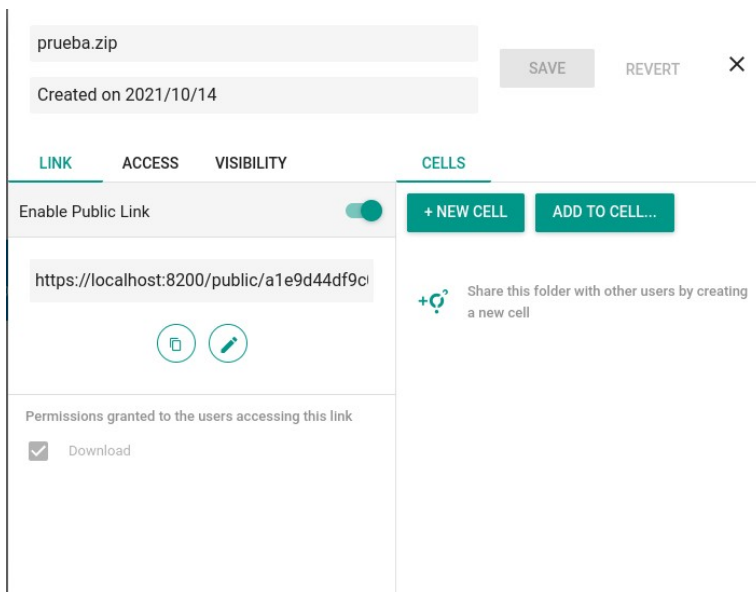 prueba.zip
SAVE
REVERT
Created on 2021/10/14
LINK
ACCESS
VISIBILITY
CELLS
Enable Public Link
+ NEW CELL
ADD TO CELL...
https://localhost:8200/public/a1e9d44df9c
Share this folder with other users by creating
a new cell
Permissions granted to the users accessing this link
Download